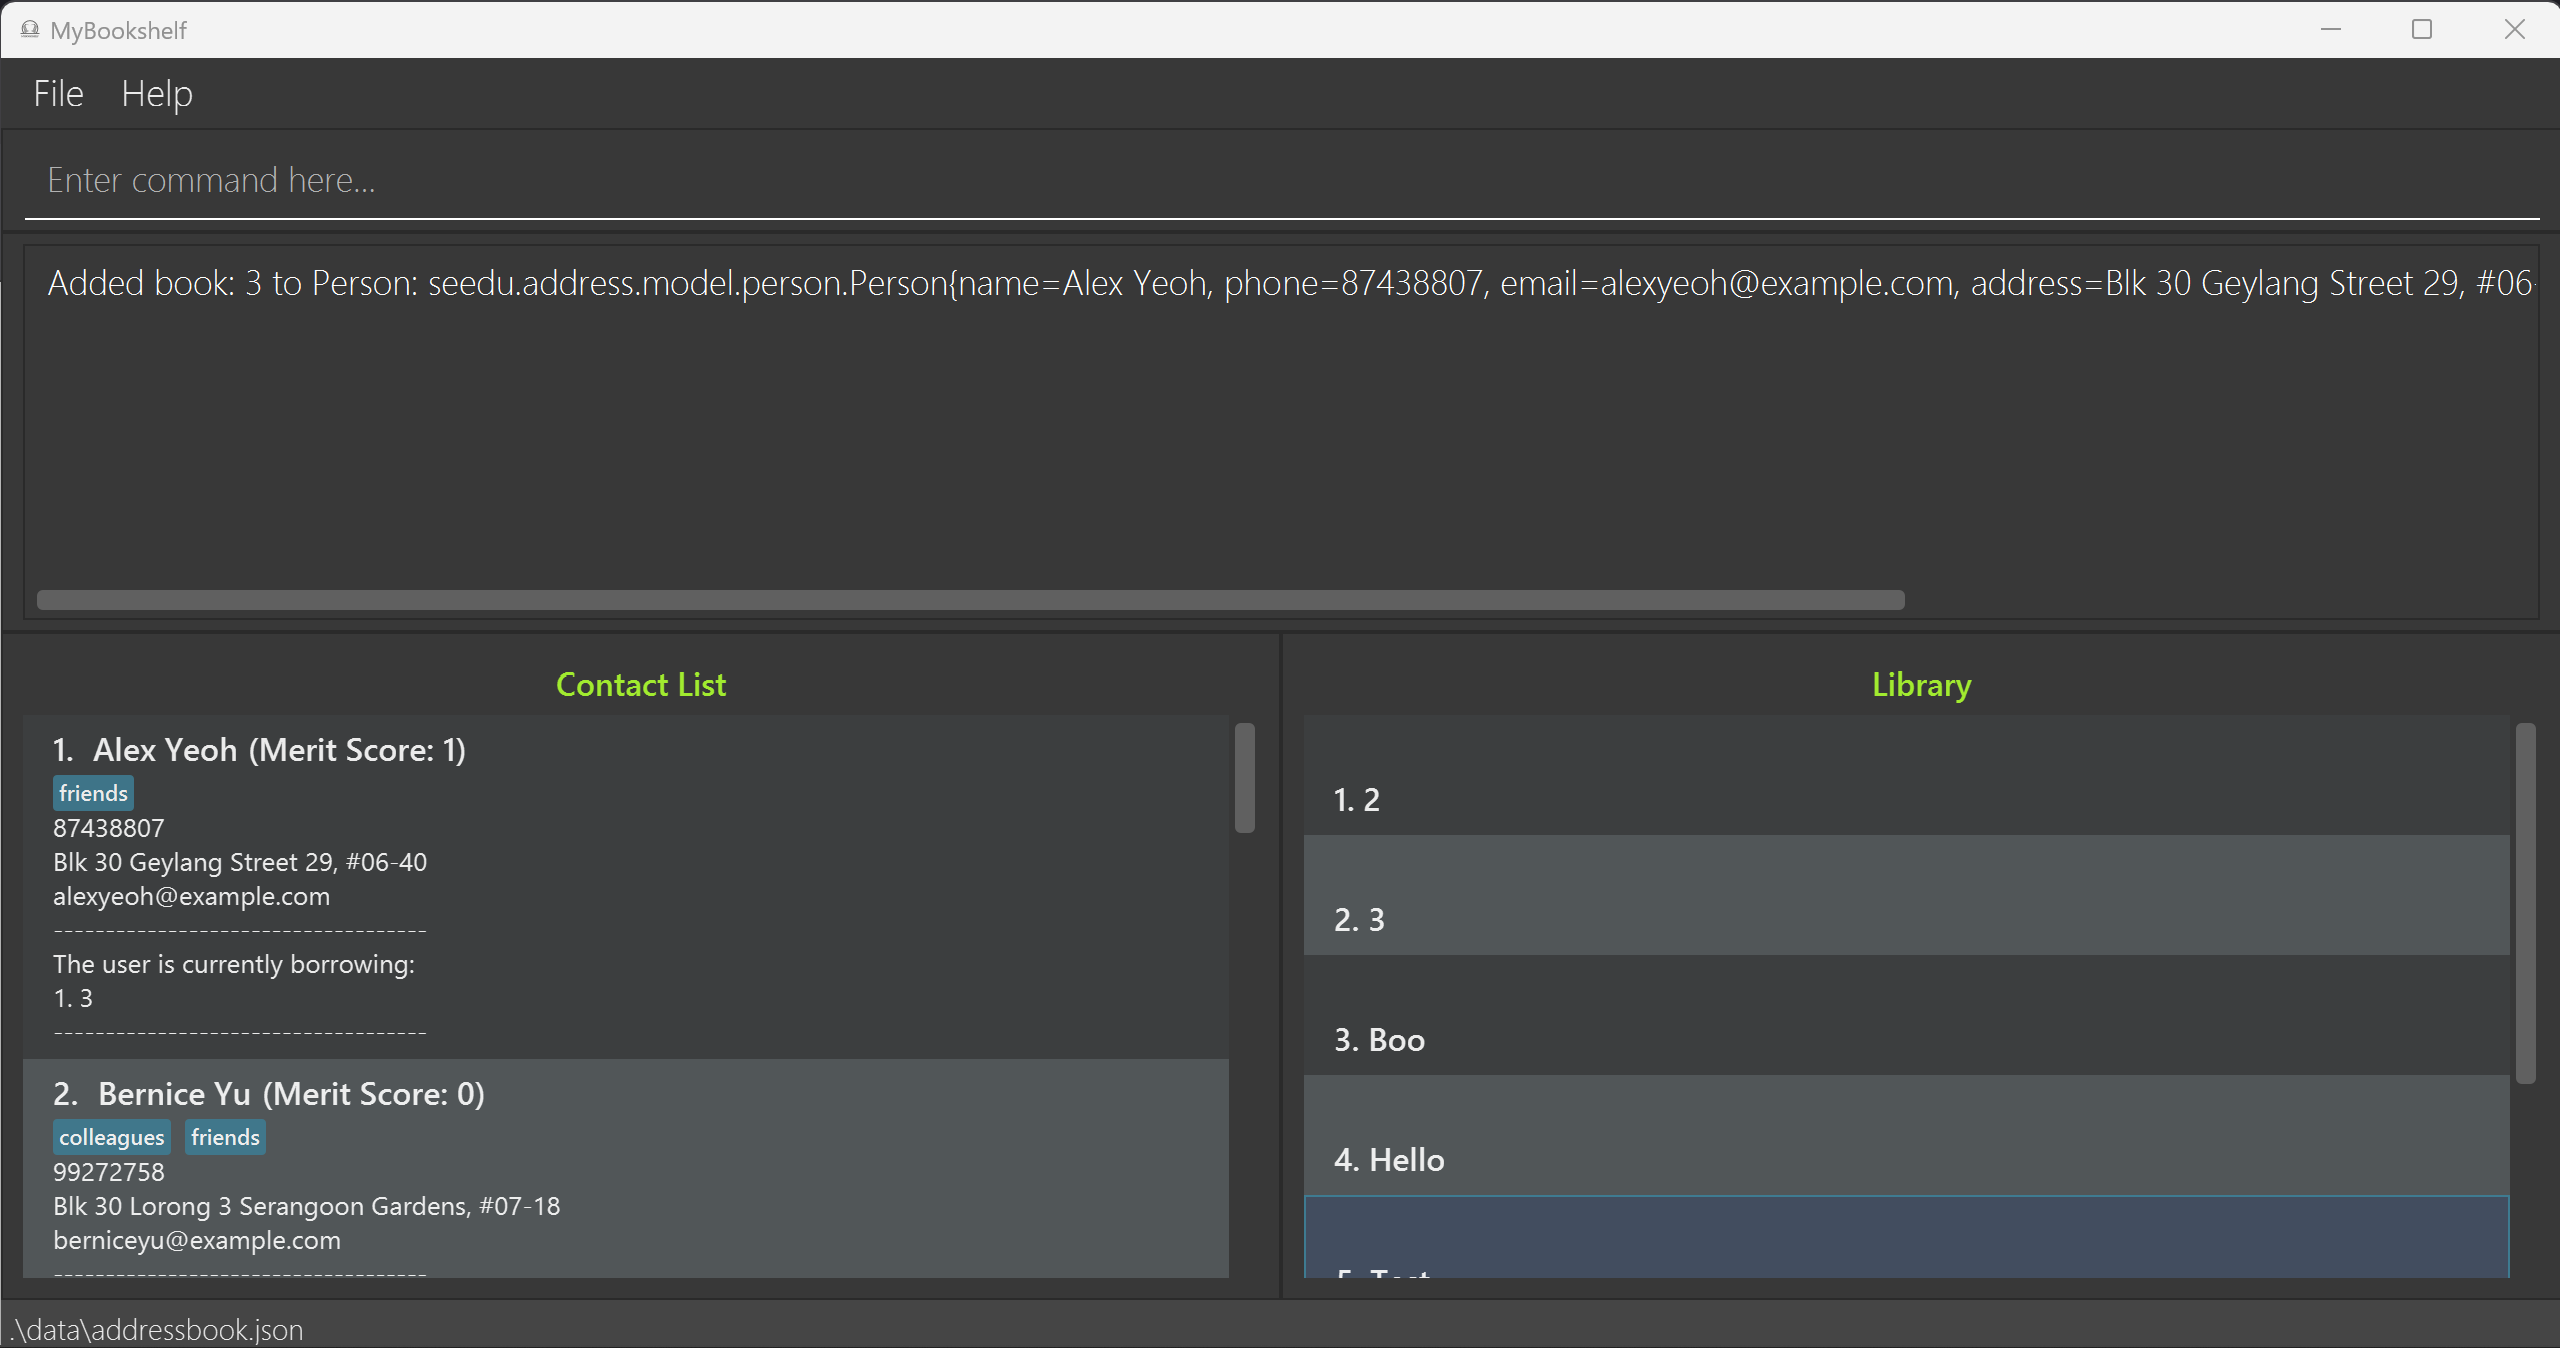 MyBookshelf
File Help
Enter command here...
Added book: 3 to Person: seedu.address.model.person.Person{name=Alex Yeoh, phone=87438807, email=alexyeoh@example.com, address=Blk 30 Geylang Street 29, #06-
Contact List
1. Alex Yeoh (Merit Score: 1)
friends
87438807
Blk 30 Geylang Street 29, #06-40
alexyeoh@example.com
-----------------------------------
The user is currently borrowing:
1. 3
-----------------------------------
2. Bernice Yu (Merit Score: 0)
colleagues friends
99272758
Blk 30 Lorong 3 Serangoon Gardens, #07-18
berniceyu@example.com
-----------------------------------
Library
1. 2
2. 3
3. Boo
4. Hello
5. Test
.\data\addressbook.json